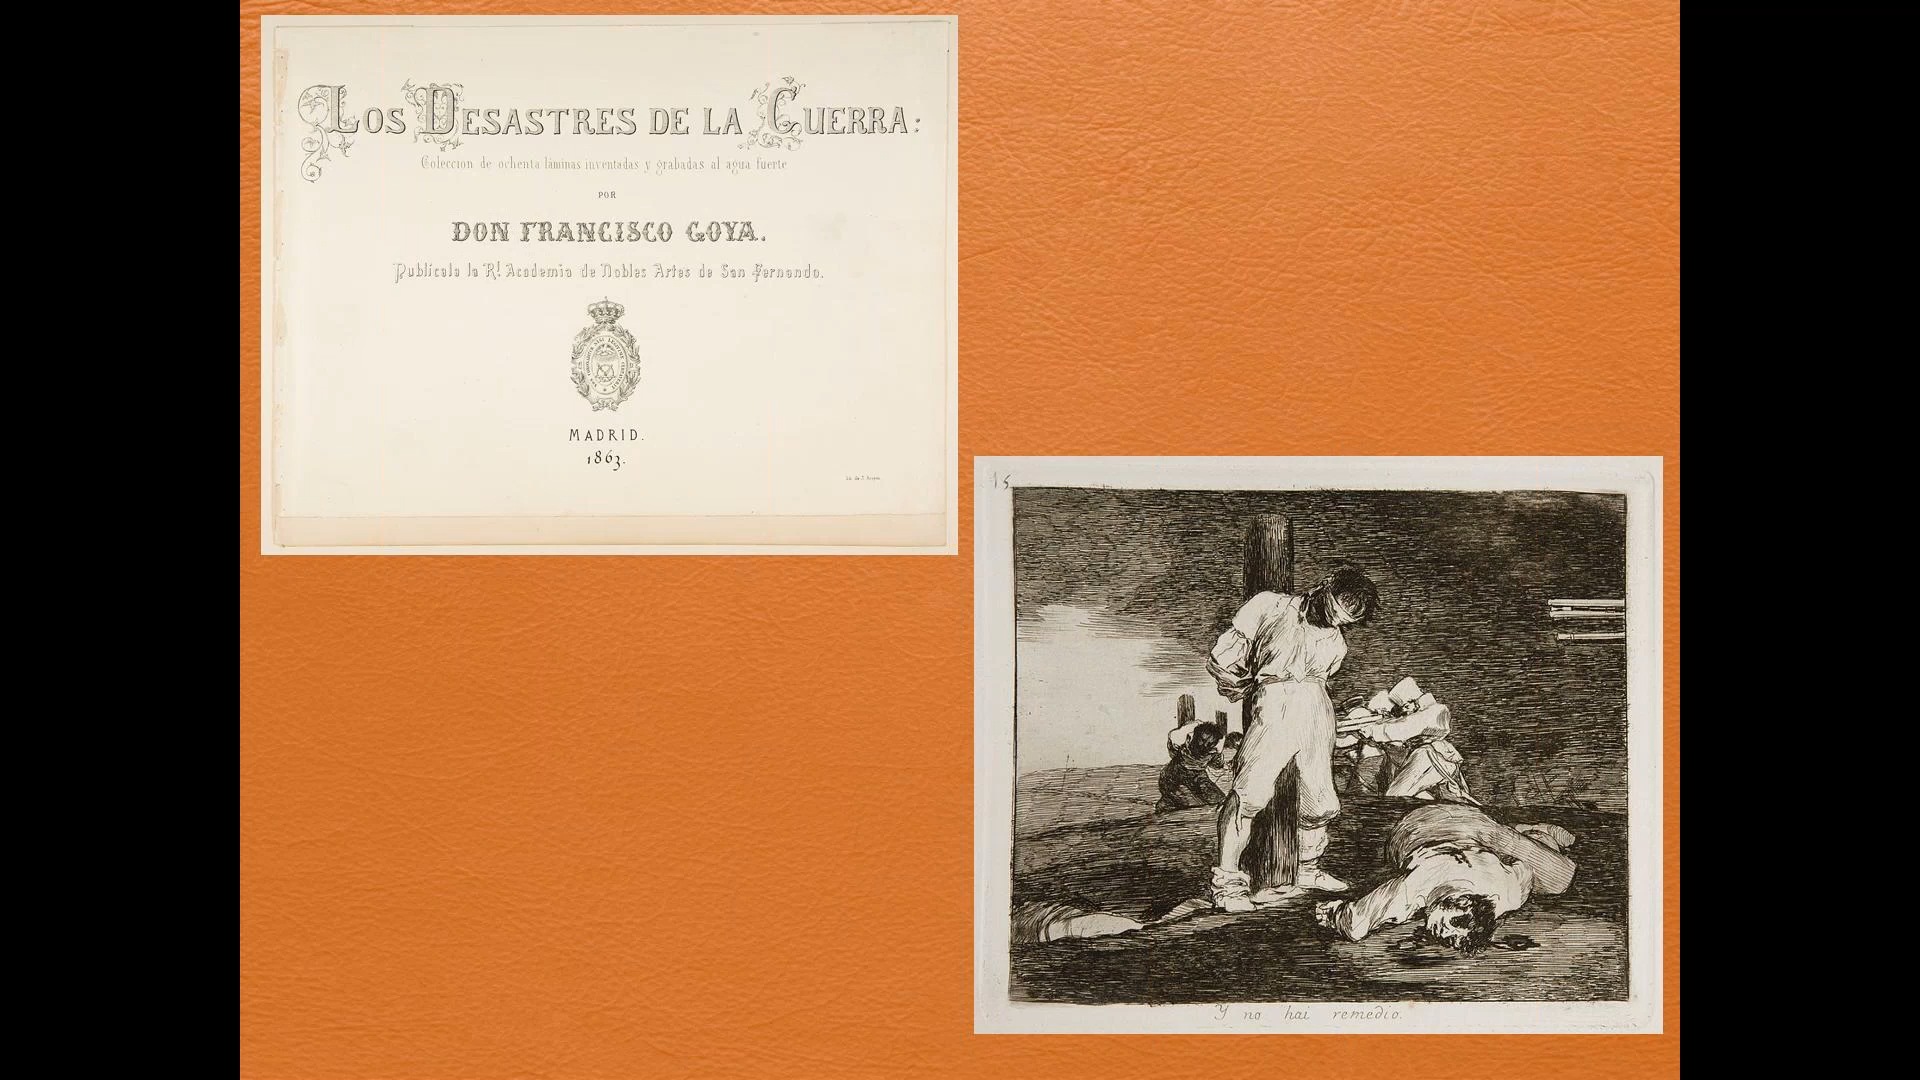 LOS DESASTRES DE LA GUERRA:
Coleccion de ochenta láminas inventadas y grabadas al agua fuerte
POR
DON FRANCISCO GOYA.
Publícala la Rl. Academia de Nobles Artes de San Fernando.
MADRID.
1863.
15
Y no hai remedio.